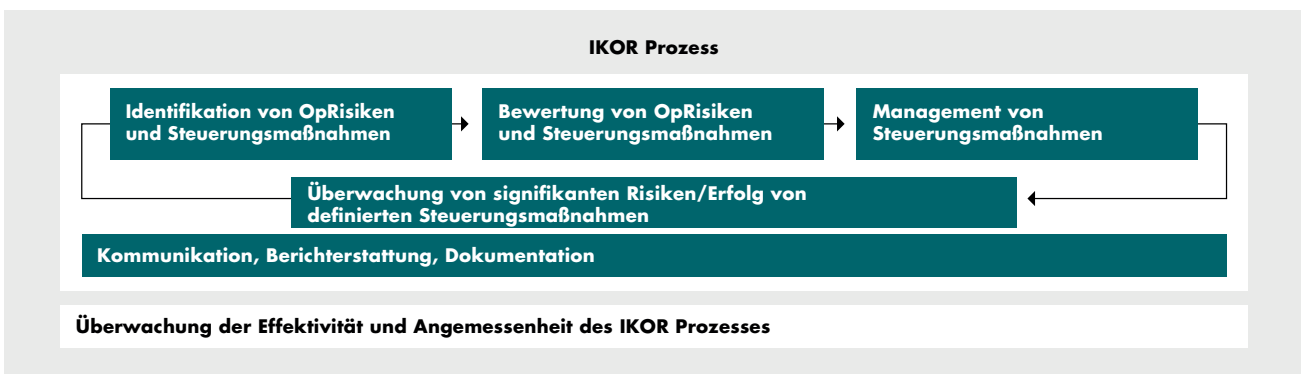 IKOR Prozess
Identifikation von OpRisiken
und Steuerungsmaßnahmen
Bewertung von OpRisiken
und Steuerungsmaßnahmen
Management von
Steuerungsmaßnahmen
Überwachung von signifikanten Risiken/Erfolg von
definierten Steuerungsmaßnahmen
Kommunikation, Berichterstattung, Dokumentation
Überwachung der Effektivität und Angemessenheit des IKOR Prozesses